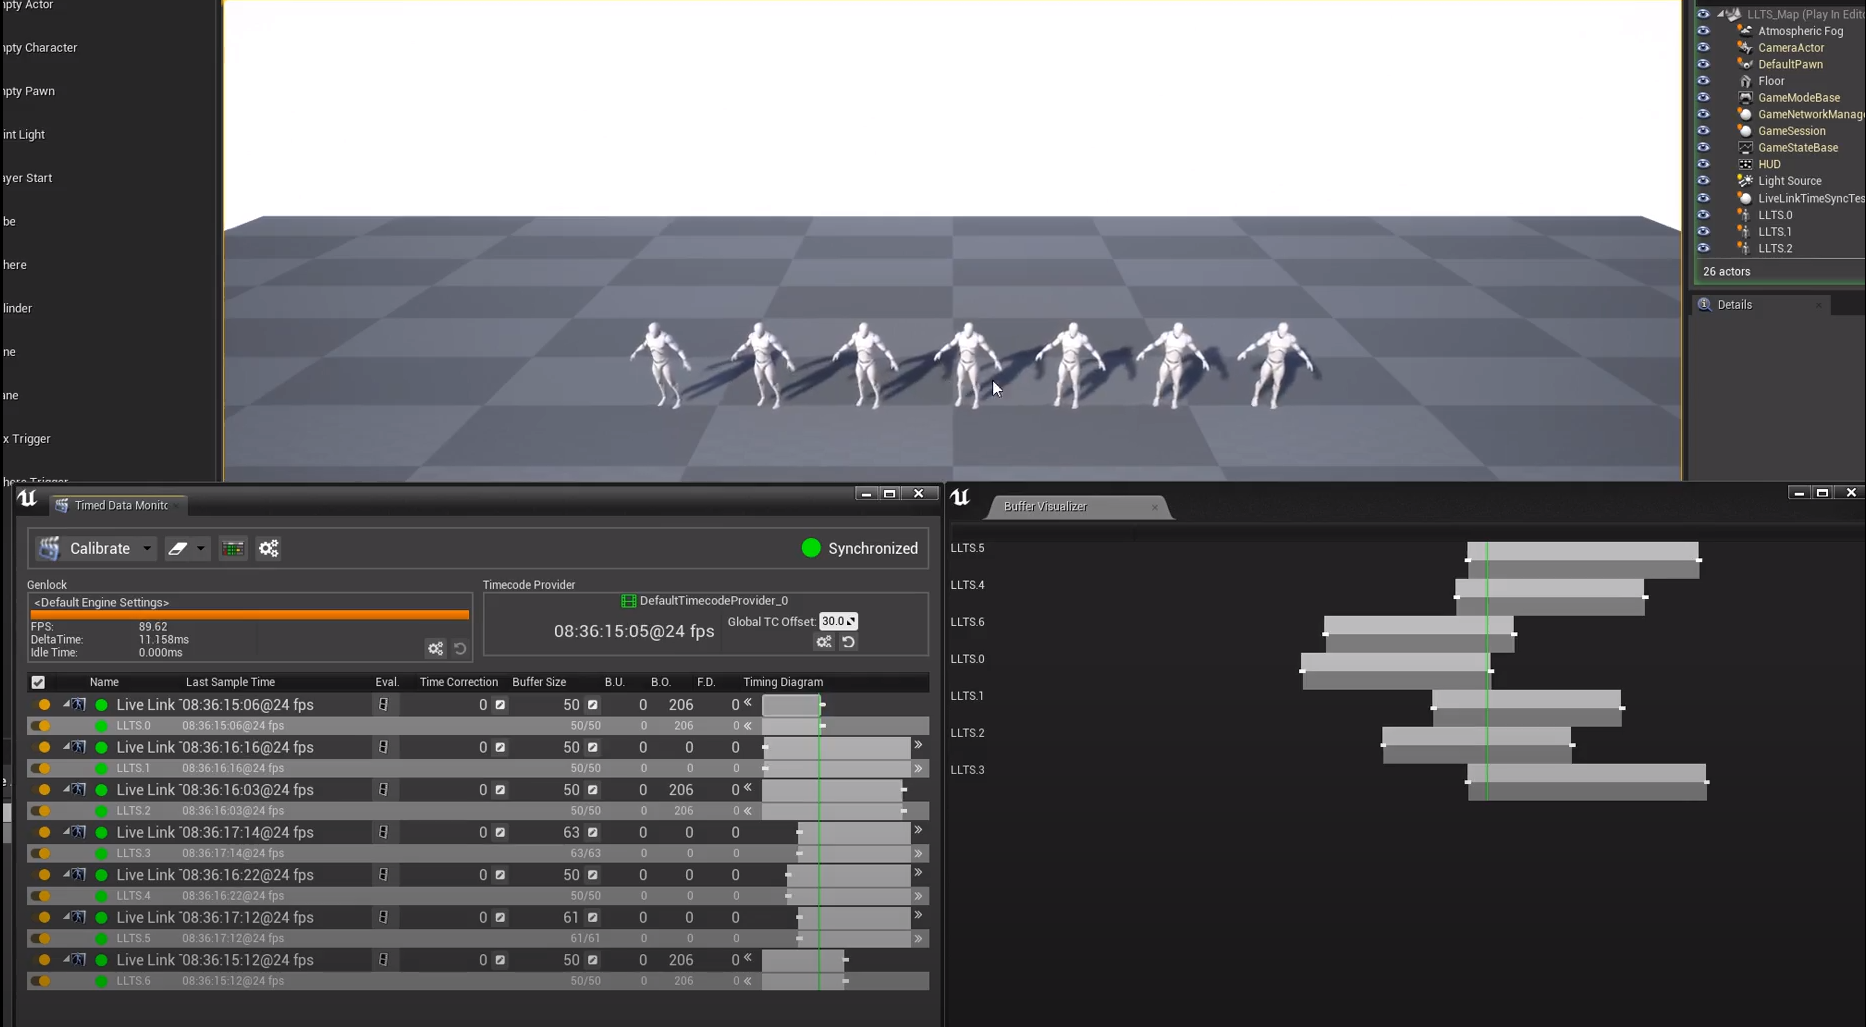 mpty Actor
mpty Character
mpty Pawn
int Light
ayer Start
be
here
linder
ne
ane
x Trigger
LLTS_Map (Play In Edito
Atmospheric Fog
CameraActor
DefaultPawn
Floor
GameModeBase
GameNetworkManage
GameSession
GameStateBase
HUD
Light Source
LiveLinkTimeSyncTes
LLTS.0
LLTS.1
LLTS.2
26 actors
Details
Timed Data Monitc
Calibrate
Synchronized
Genlock
<Default Engine Settings>
FPS: 89.62
DeltaTime: 11.158ms
Idle Time: 0.000ms
Timecode Provider
DefaultTimecodeProvider_0
08:36:15:05@24 fps
Global TC Offset: 30.0
Name Last Sample Time Eval. Time Correction Buffer Size B.U. B.O. F.D. Timing Diagram
Live Link 08:36:15:06@24 fps 0 50 0 206 0
LLTS.0 08:36:15:06@24 fps 50/50 0 206 0
Live Link 08:36:16:16@24 fps 0 50 0 0 0
LLTS.1 08:36:16:16@24 fps 50/50 0 0 0
Live Link 08:36:16:03@24 fps 0 50 0 206 0
LLTS.2 08:36:16:03@24 fps 50/50 0 206 0
Live Link 08:36:17:14@24 fps 0 63 0 0 0
LLTS.3 08:36:17:14@24 fps 63/63 0 0 0
Live Link 08:36:16:22@24 fps 0 50 0 0 0
LLTS.4 08:36:16:22@24 fps 50/50 0 0 0
Live Link 08:36:17:12@24 fps 0 61 0 0 0
LLTS.5 08:36:17:12@24 fps 61/61 0 0 0
Live Link 08:36:15:12@24 fps 0 50 0 206 0
LLTS.6 08:36:15:12@24 fps 50/50 0 206 0
Buffer Visualizer
LLTS.5
LLTS.4
LLTS.6
LLTS.0
LLTS.1
LLTS.2
LLTS.3